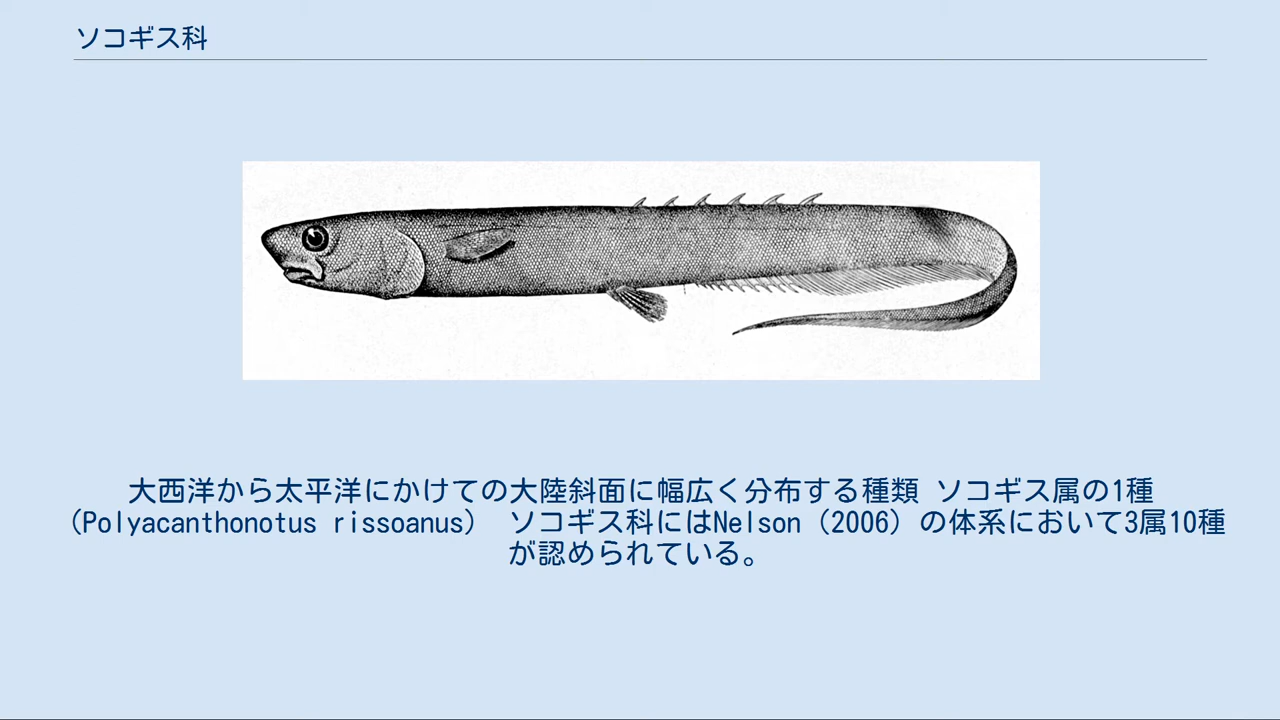 ソコギス科
大西洋から太平洋にかけての大陸斜面に幅広く分布する種類 ソコギス属の1種
(Polyacanthonotus rissoanus) ソコギス科にはNelson（2006）の体系において3属10種
が認められている。